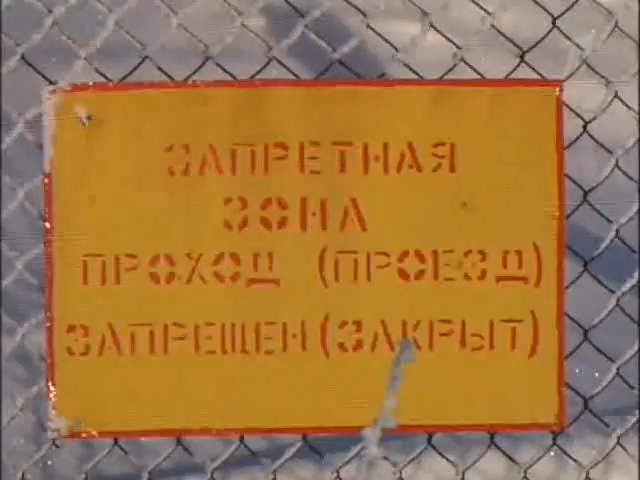 ЗАПРЕТНАЯ
ЗОНА
ПРОХОД (ПРОЕЗД)
ЗАПРЕЩЕН (ЗАКРЫТ)